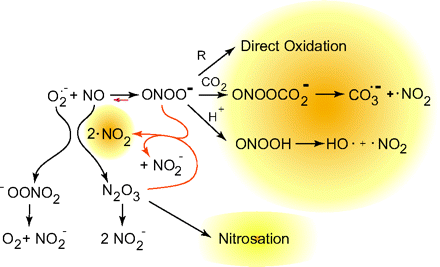 R
Direct Oxidation
CO₂
O₂·⁻ + NO ONOO⁻ ONOOCO₂⁻ CO₃·⁻ + ·NO₂
H⁺
2·NO₂
ONOOH HO· + ·NO₂
+ NO₂⁻
⁻OONO₂ N₂O₃
O₂ + NO₂⁻ 2 NO₂⁻ Nitrosation